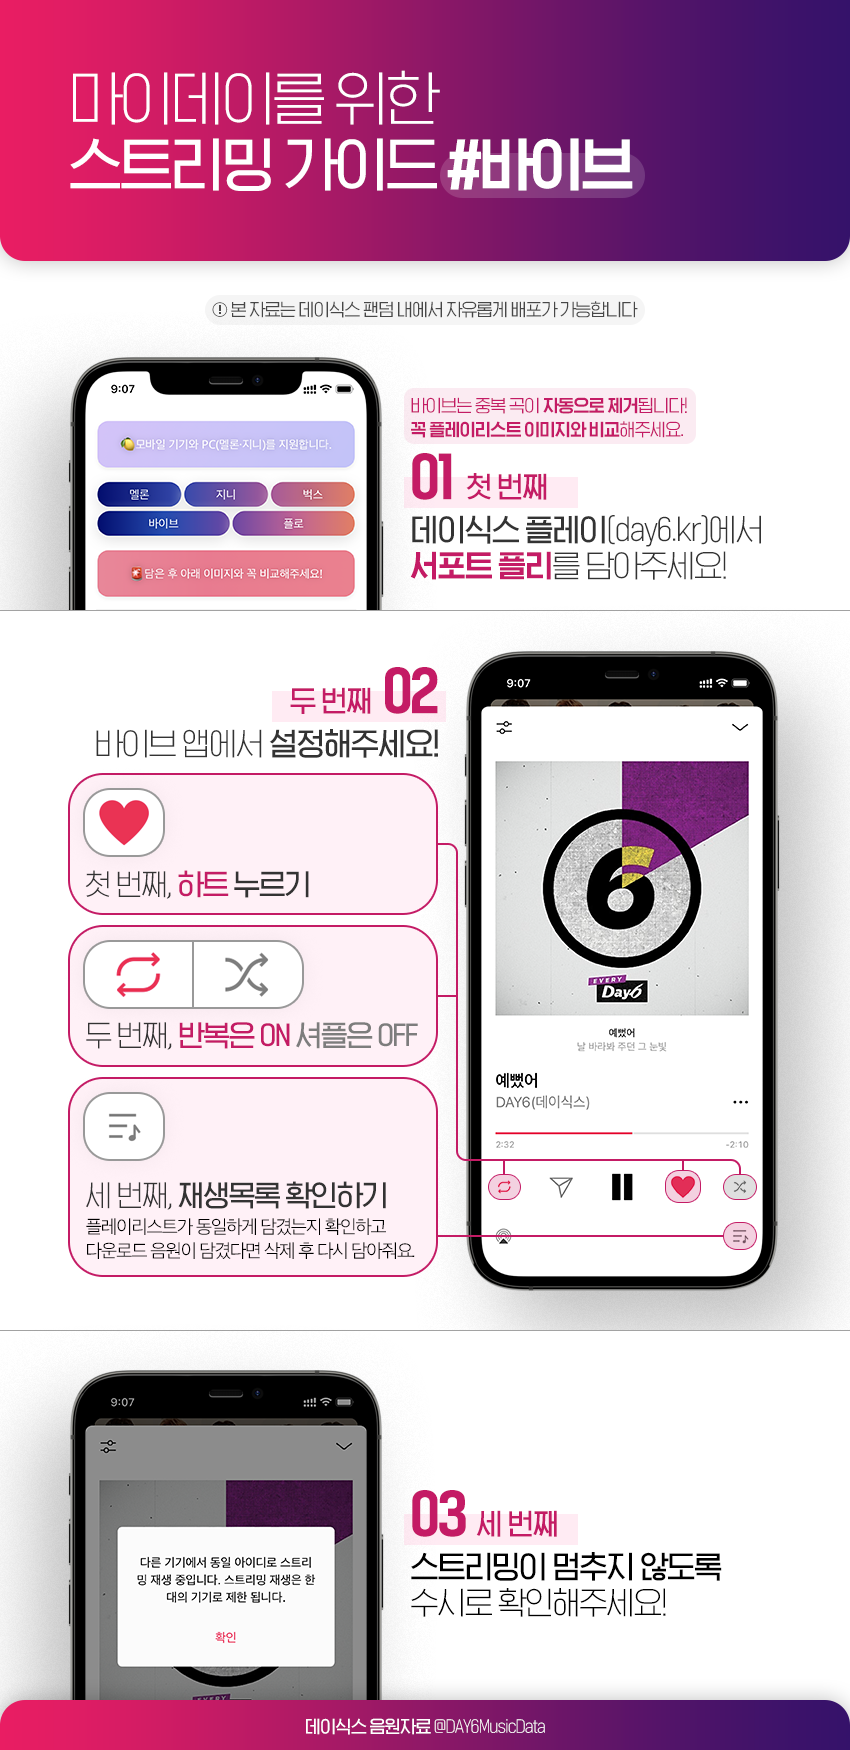 마이데이를 위한
스트리밍 가이드 #바이브
! 본 자료는 데이식스 팬덤 내에서 자유롭게 배포가 가능합니다
9:07
🍋모바일 기기와 PC(멜론·지니)를 지원합니다.
멜론 지니 벅스
바이브 플로
🚨담은 후 아래 이미지와 꼭 비교해주세요!
바이브는 중복 곡이 자동으로 제거됩니다!
꼭 플레이리스트 이미지와 비교해주세요.
01 첫 번째
데이식스 플레이(day6.kr)에서
서포트 플리를 담아주세요!
두 번째 02
바이브 앱에서 설정해주세요!
첫 번째, 하트 누르기
두 번째, 반복은 ON 셔플은 OFF
세 번째, 재생목록 확인하기
플레이리스트가 동일하게 담겼는지 확인하고
다운로드 음원이 담겼다면 삭제 후 다시 담아줘요.
9:07
6
EVERY
Day6
예뻤어
날 바라봐 주던 그 눈빛
예뻤어
DAY6(데이식스)
2:32 -2:10
9:07
다른 기기에서 동일 아이디로 스트리
밍 재생 중입니다. 스트리밍 재생은 한
대의 기기로 제한 됩니다.
확인
EVERY
03 세 번째
스트리밍이 멈추지 않도록
수시로 확인해주세요!
데이식스 음원자료 @DAY6MusicData